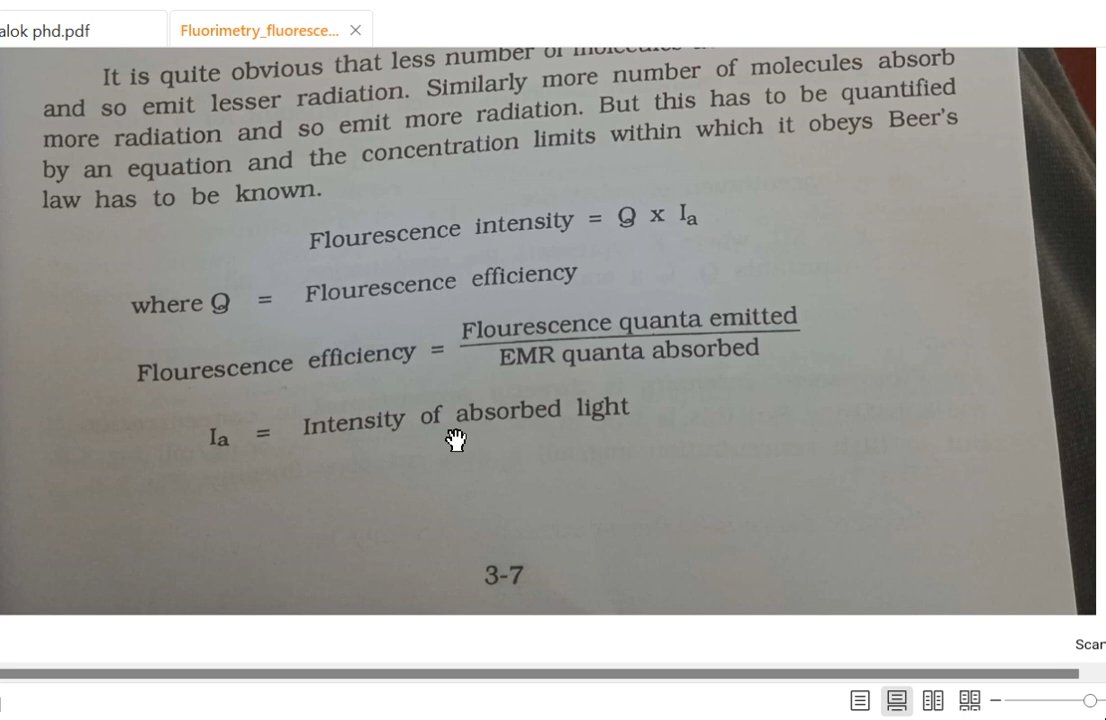 alok phd.pdf
Fluorimetry_fluoresce...
It is quite obvious that less number of molecules
and so emit lesser radiation. Similarly more number of molecules absorb
more radiation and so emit more radiation. But this has to be quantified
by an equation and the concentration limits within which it obeys Beer's
law has to be known.
Flourescence intensity = Q x Ia
where Q = Flourescence efficiency
Flourescence efficiency = Flourescence quanta emitted
EMR quanta absorbed
Ia = Intensity of absorbed light
3-7
Scar